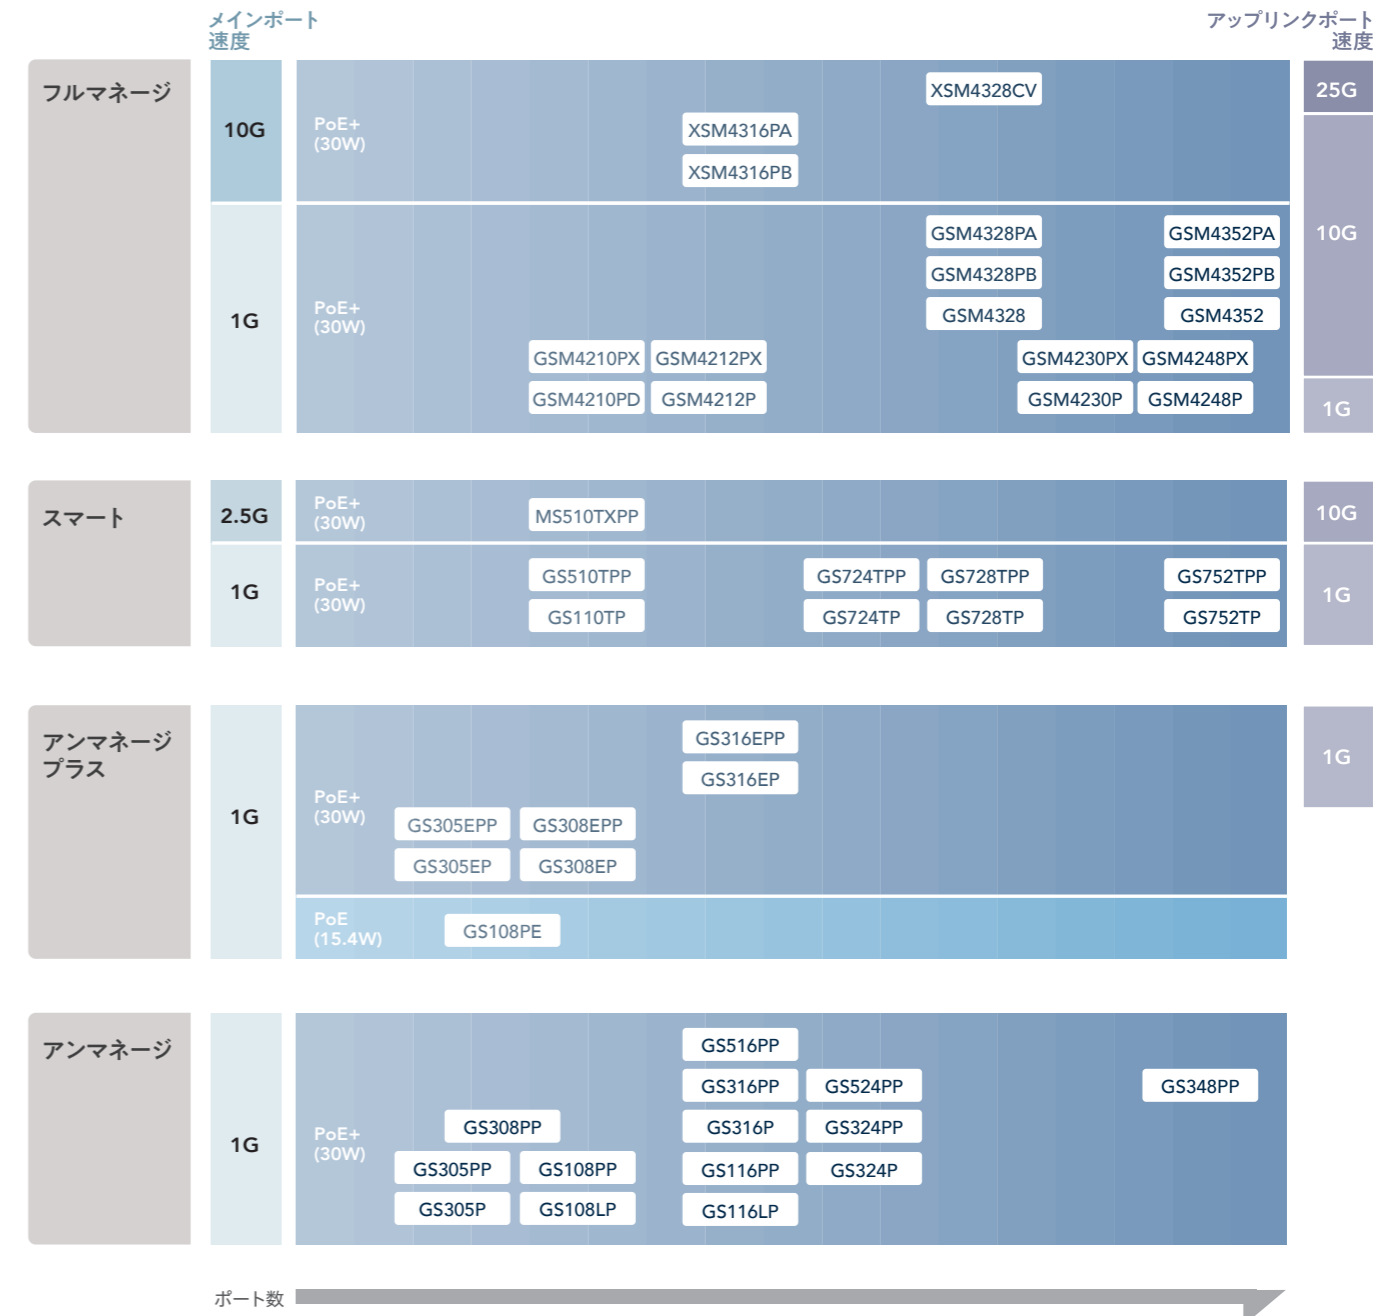 メインポート
速度
アップリンクポート
速度
フルマネージ
10G
PoE+
(30W)
XSM4328CV
XSM4316PA
XSM4316PB
25G
10G
1G
PoE+
(30W)
GSM4328PA
GSM4352PA
GSM4328PB
GSM4352PB
GSM4328
GSM4352
GSM4210PX
GSM4212PX
GSM4230PX
GSM4248PX
GSM4210PD
GSM4212P
GSM4230P
GSM4248P
1G
スマート
2.5G
PoE+
(30W)
MS510TXPP
10G
1G
PoE+
(30W)
GS510TPP
GS724TPP
GS728TPP
GS752TPP
GS110TP
GS724TP
GS728TP
GS752TP
1G
アンマネージ
プラス
1G
PoE+
(30W)
GS316EPP
GS316EP
GS305EPP
GS308EPP
GS305EP
GS308EP
1G
PoE
(15.4W)
GS108PE
アンマネージ
1G
PoE+
(30W)
GS516PP
GS316PP
GS524PP
GS348PP
GS308PP
GS316P
GS324PP
GS305PP
GS108PP
GS116PP
GS324P
GS305P
GS108LP
GS116LP
ポート数